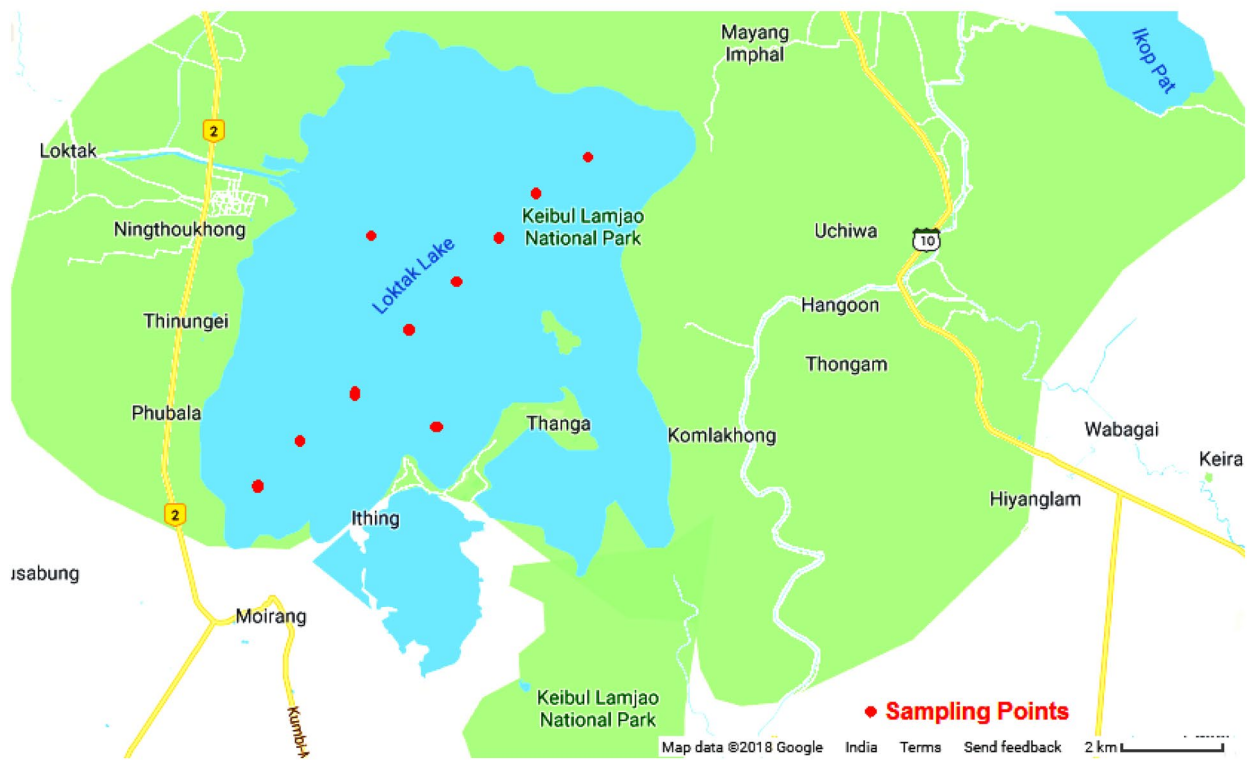 Mayang
Imphal
Ikop Pat
2
Loktak
Ningthoukhong
Keibul Lamjao
National Park
Uchiwa
10
Loktak Lake
Hangoon
Thinungei
Thongam
Phubala
Thanga
Komlakhong
Wabagai
Keira
Hiyanglam
2
Ithing
usabung
Moirang
Keibul Lamjao
National Park
Sampling Points
Map data ©2018 Google India Terms Send feedback 2 km